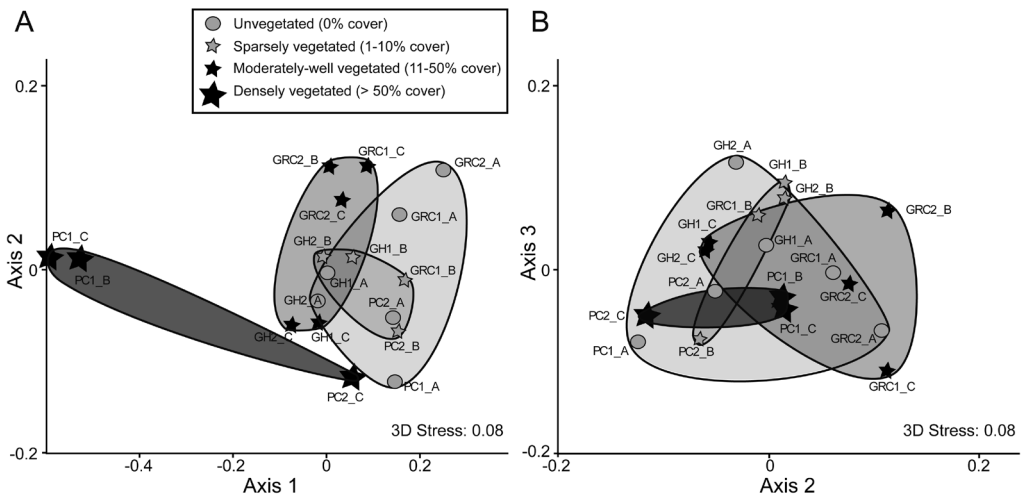 A
Unvegetated (0% cover)
Sparsely vegetated (1-10% cover)
Moderately-well vegetated (11-50% cover)
Densely vegetated (> 50% cover)
0.2
0
-0.2
Axis 2
GRC2_B
GRC1_C
GRC2_A
GRC2_C
GRC1_A
PC1_C
PC1_B
GH2_B
GH1_B
GH1_A
GRC1_B
GH2_A
PC2_A
GH2_C
GH1_C
PC2_B
PC1_A
PC2_C
3D Stress: 0.08
-0.4
-0.2
0
0.2
Axis 1
B
0.2
0
-0.2
Axis 3
GH2_A
GH1_B
GH2_B
GRC1_B
GRC2_B
GH1_C
GH1_A
GH2_C
GRC1_A
PC2_A
PC1_B
GRC2_C
PC2_C
PC1_C
GRC2_A
PC1_A
PC2_B
GRC1_C
3D Stress: 0.08
-0.2
0
0.2
Axis 2